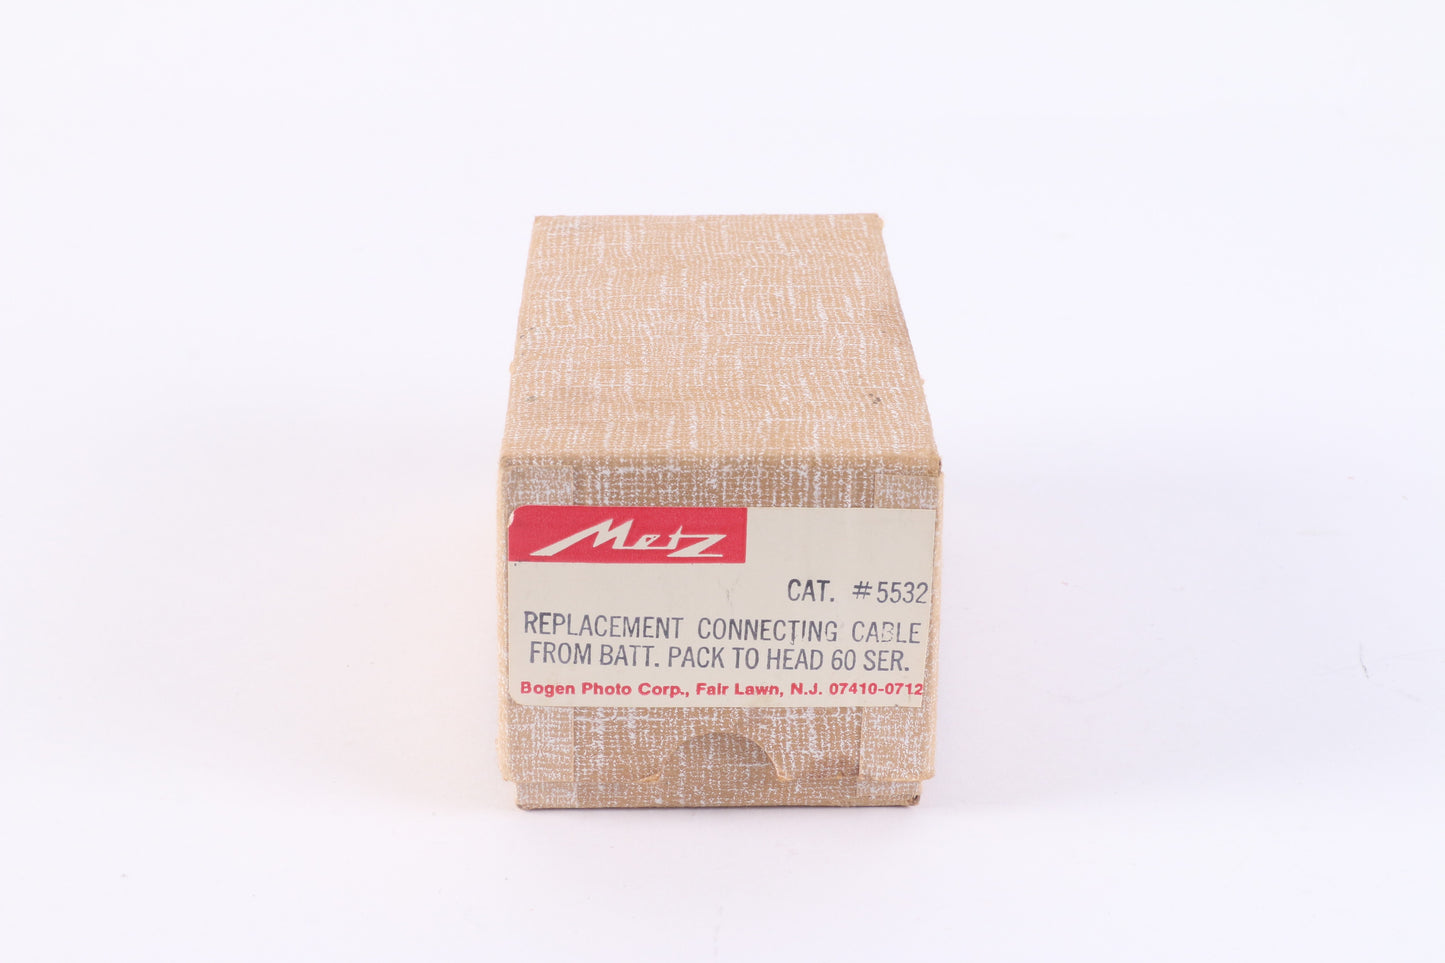 Metz
CAT. #5532
REPLACEMENT CONNECTING CABLE
FROM BATT. PACK TO HEAD 60 SER.
Bogen Photo Corp., Fair Lawn, N.J. 07410-0712